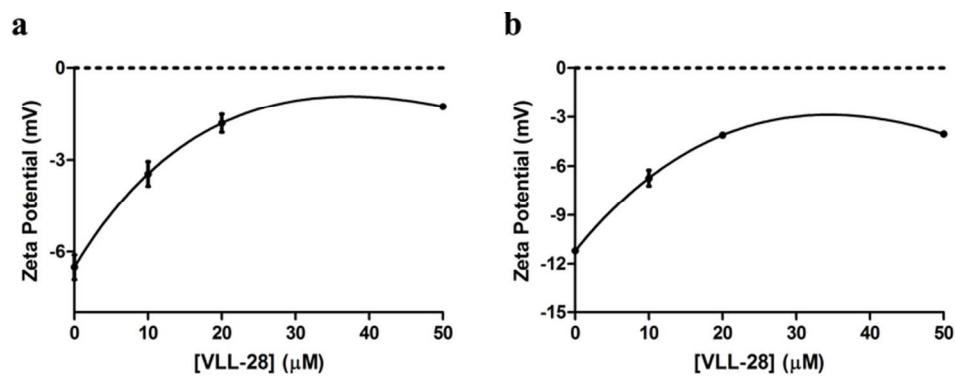 a
0
-3
-6
Zeta Potential (mV)
0 10 20 30 40 50
[VLL-28] (μM)
b
0
-3
-6
-9
-12
-15
Zeta Potential (mV)
0 10 20 30 40 50
[VLL-28] (μM)